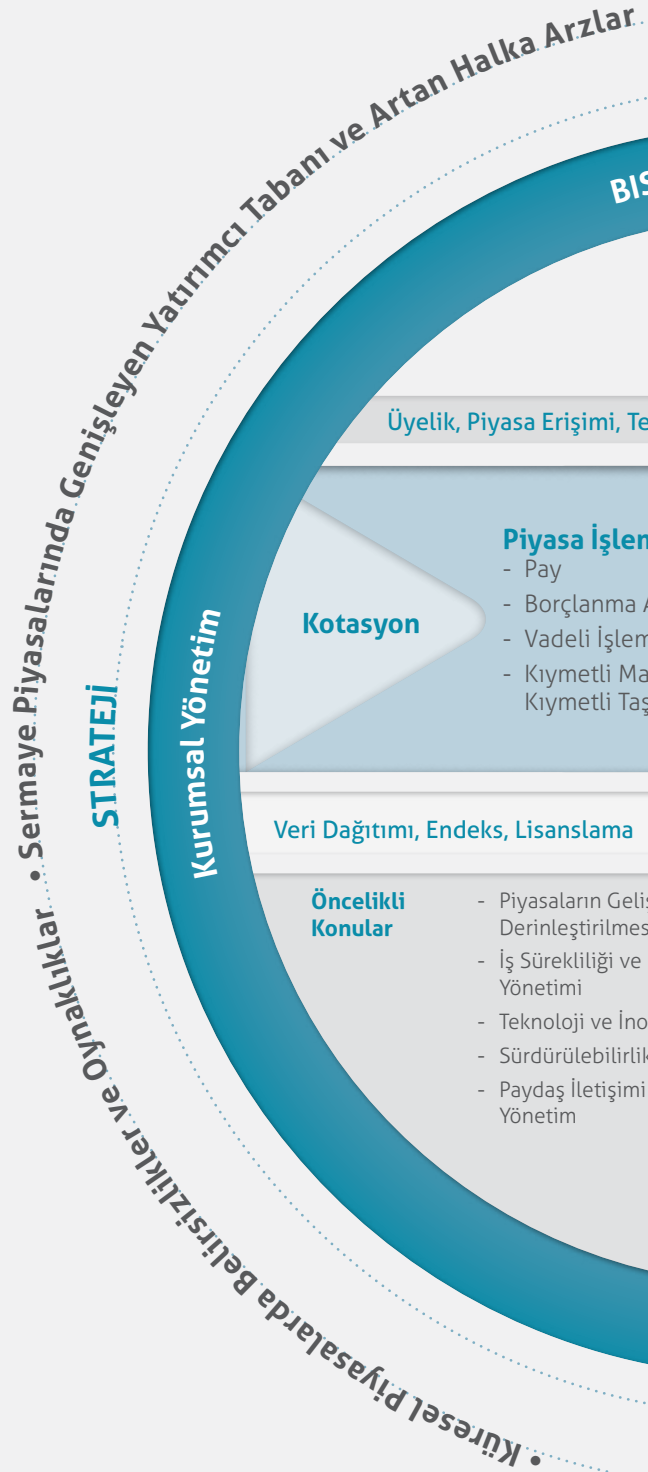 • Sermaye Piyasalarında Genişleyen Yatırımcı Tabanı ve Artan Halka Arzlar
• Küresel Piyasalarda Belirsizlikler ve Oynaklıklar
STRATEJİ
Kurumsal Yönetim
BIS
Üyelik, Piyasa Erişimi, Te
Kotasyon
Piyasa İşlem
- Pay
- Borçlanma A
- Vadeli İşlem
- Kıymetli Ma
Kıymetli Taş
Veri Dağıtımı, Endeks, Lisanslama
Öncelikli
Konular
- Piyasaların Geliş
Derinleştirilmes
- İş Sürekliliği ve
Yönetimi
- Teknoloji ve İno
- Sürdürülebilirlik
- Paydaş İletişimi
Yönetim